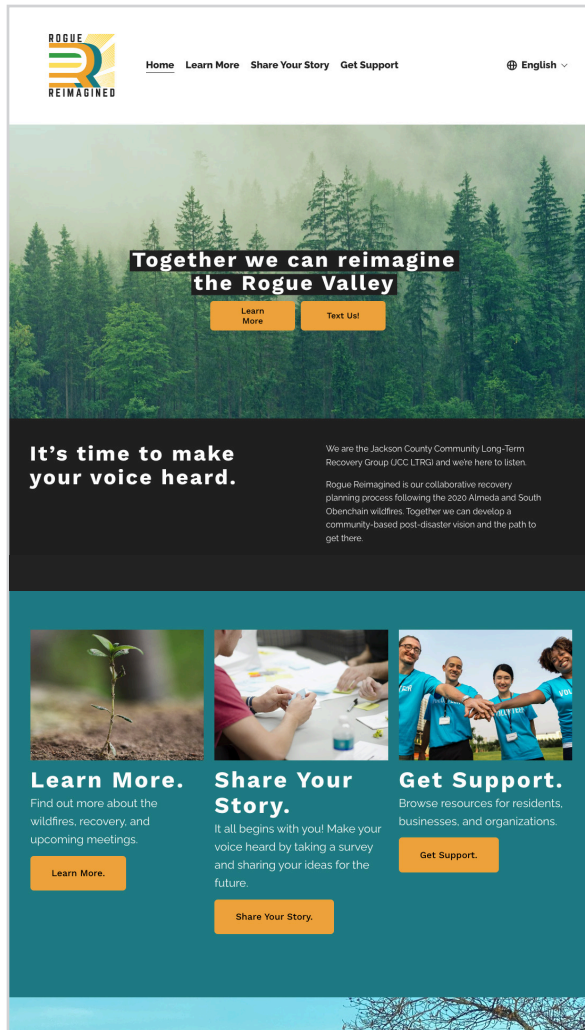 ROGUE
REIMAGINED
Home Learn More Share Your Story Get Support
English
Together we can reimagine
the Rogue Valley
Learn
More
Text Us!
It’s time to make
your voice heard.
We are the Jackson County Community Long-Term
Recovery Group (JCC LTRG) and we’re here to listen.
Rogue Reimagined is our collaborative recovery
planning process following the 2020 Almeda and South
Obenchain wildfires. Together we can develop a
community-based post-disaster vision and the path to
get there.
Learn More.
Find out more about the
wildfires, recovery, and
upcoming meetings.
Learn More.
Share Your
Story.
It all begins with you! Make your
voice heard by taking a survey
and sharing your ideas for the
future.
Share Your Story.
Get Support.
Browse resources for residents,
businesses, and organizations.
Get Support.